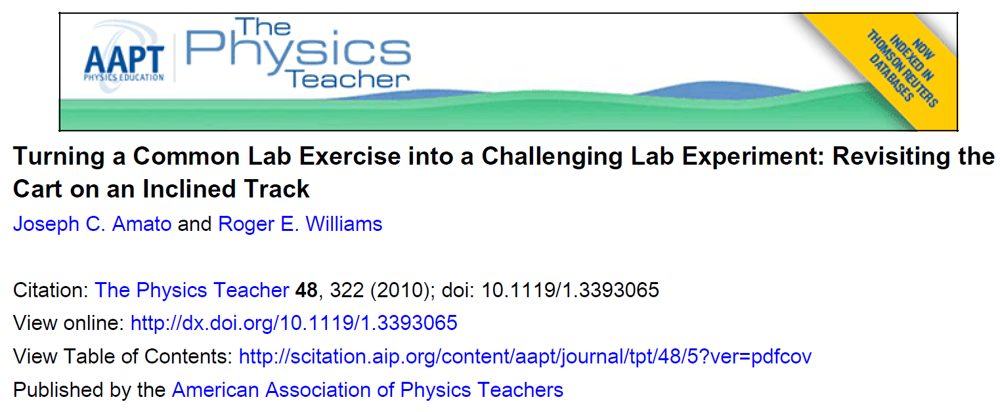 AAPT
PHYSICS EDUCATION
The
Physics
Teacher
NOW
INDEXED IN
THOMSON REUTERS
DATABASES
Turning a Common Lab Exercise into a Challenging Lab Experiment: Revisiting the
Cart on an Inclined Track
Joseph C. Amato and Roger E. Williams
Citation: The Physics Teacher 48, 322 (2010); doi: 10.1119/1.3393065
View online: http://dx.doi.org/10.1119/1.3393065
View Table of Contents: http://scitation.aip.org/content/aapt/journal/tpt/48/5?ver=pdfcov
Published by the American Association of Physics Teachers